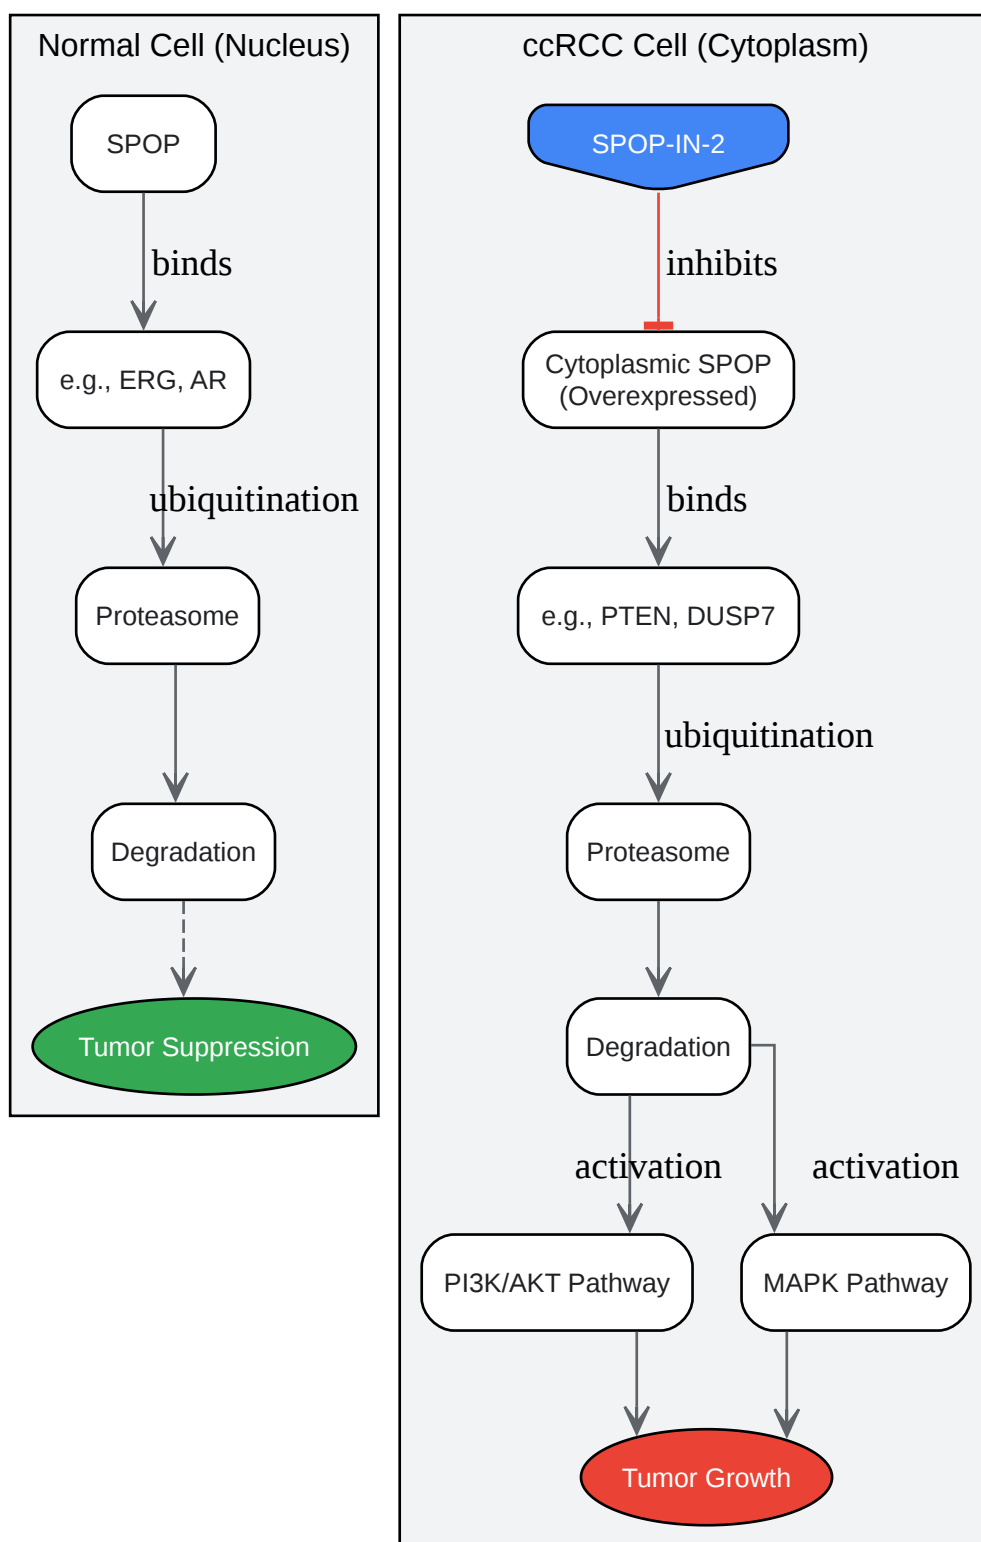 Normal Cell (Nucleus)
SPOP
binds
e.g., ERG, AR
ubiquitination
Proteasome
Degradation
Tumor Suppression
ccRCC Cell (Cytoplasm)
SPOP-IN-2
inhibits
Cytoplasmic SPOP
(Overexpressed)
binds
e.g., PTEN, DUSP7
ubiquitination
Proteasome
Degradation
activation
activation
PI3K/AKT Pathway
MAPK Pathway
Tumor Growth